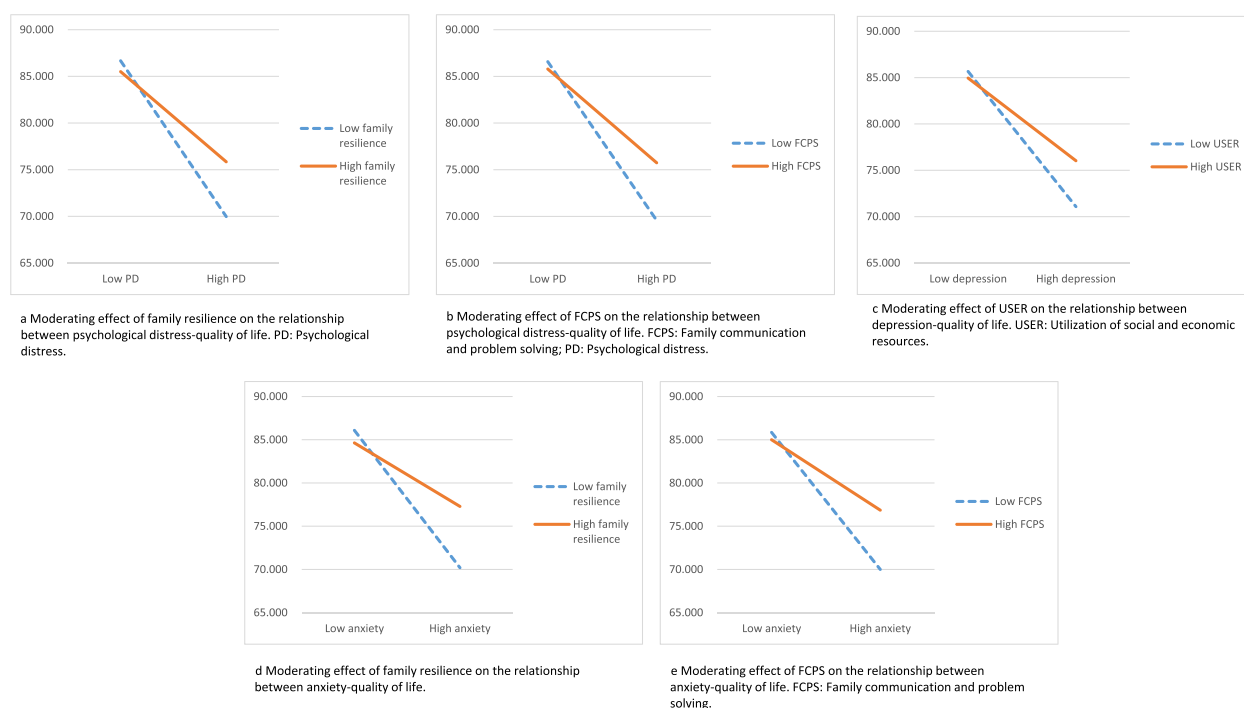 90.000
85.000
80.000
75.000
70.000
65.000
Low PD
High PD
Low family
resilience
High family
resilience
a Moderating effect of family resilience on the relationship
between psychological distress-quality of life. PD: Psychological
distress.
90.000
85.000
80.000
75.000
70.000
65.000
Low PD
High PD
Low FCPS
High FCPS
b Moderating effect of FCPS on the relationship between
psychological distress-quality of life. FCPS: Family communication
and problem solving; PD: Psychological distress.
90.000
85.000
80.000
75.000
70.000
65.000
Low depression
High depression
Low USER
High USER
c Moderating effect of USER on the relationship between
depression-quality of life. USER: Utilization of social and economic
resources.
90.000
85.000
80.000
75.000
70.000
65.000
Low anxiety
High anxiety
Low family
resilience
High family
resilience
d Moderating effect of family resilience on the relationship
between anxiety-quality of life.
90.000
85.000
80.000
75.000
70.000
65.000
Low anxiety
High anxiety
Low FCPS
High FCPS
e Moderating effect of FCPS on the relationship between
anxiety-quality of life. FCPS: Family communication and problem
solving.